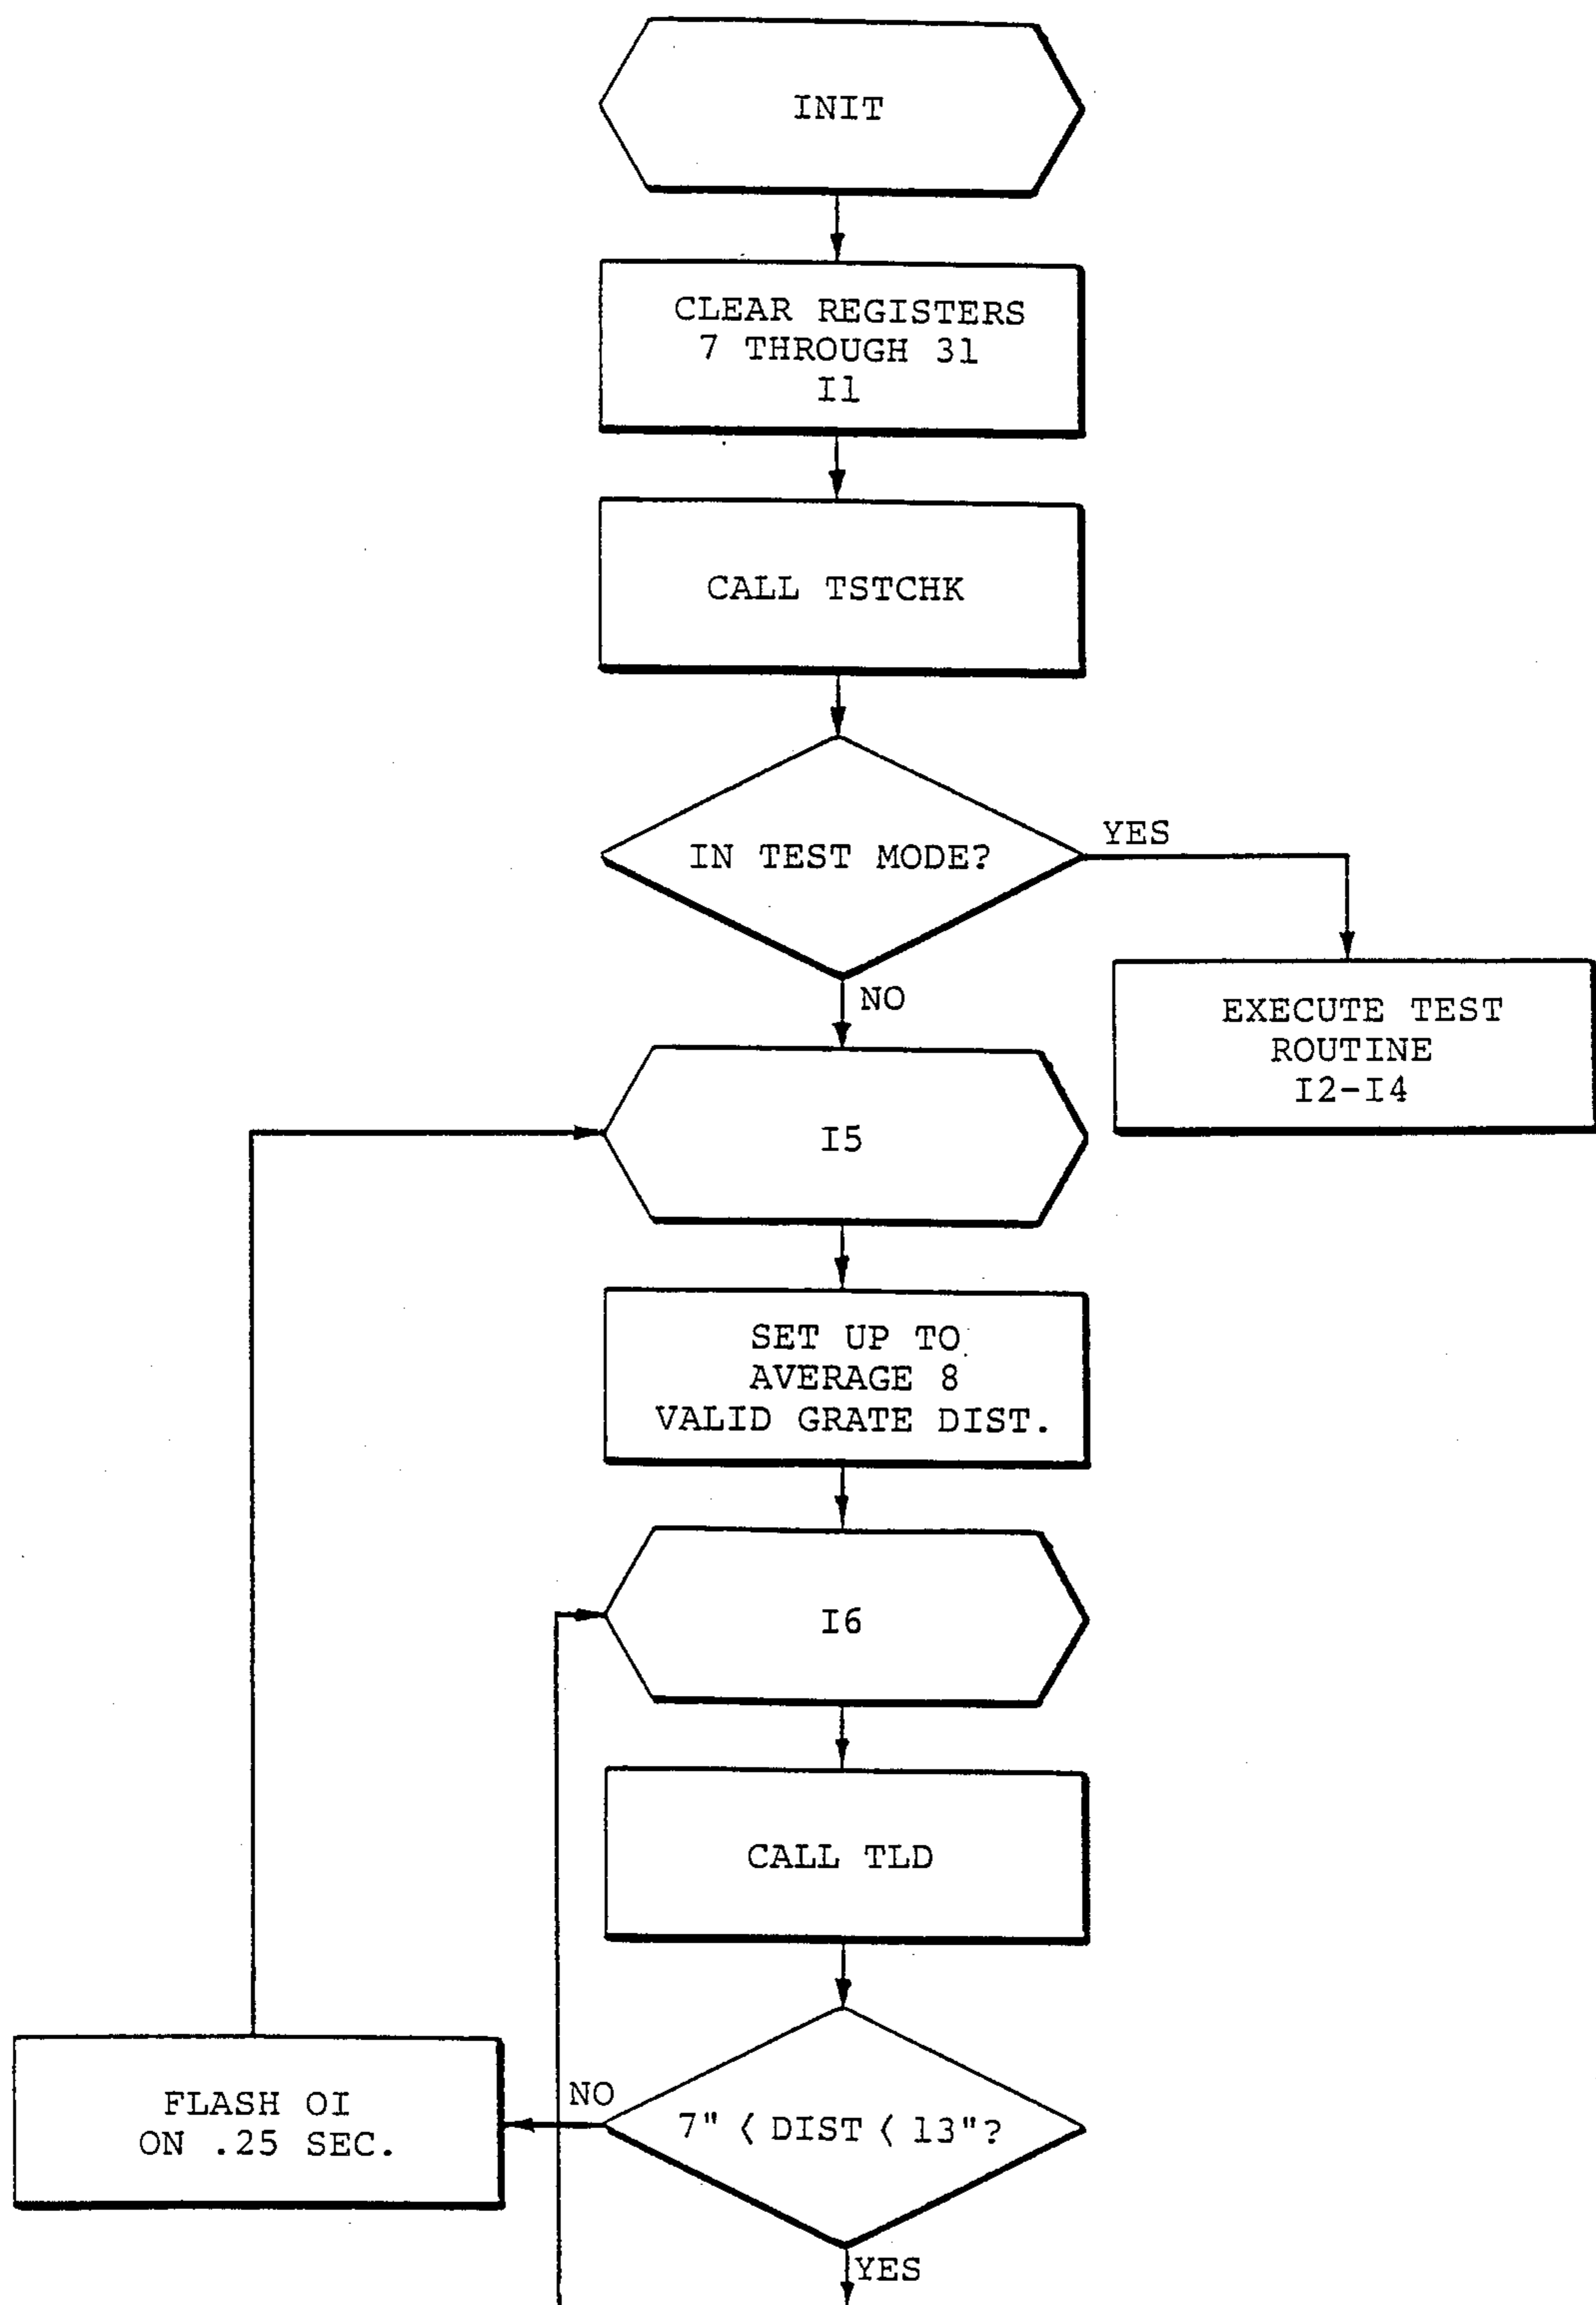 INIT
CLEAR REGISTERS
7 THROUGH 31
I1
CALL TSTCHK
IN TEST MODE?
YES
NO
EXECUTE TEST
ROUTINE
I2-I4
I5
SET UP TO
AVERAGE 8
VALID GRATE DIST.
I6
CALL TLD
7" < DIST < 13"?
NO
FLASH OI
ON .25 SEC.
YES